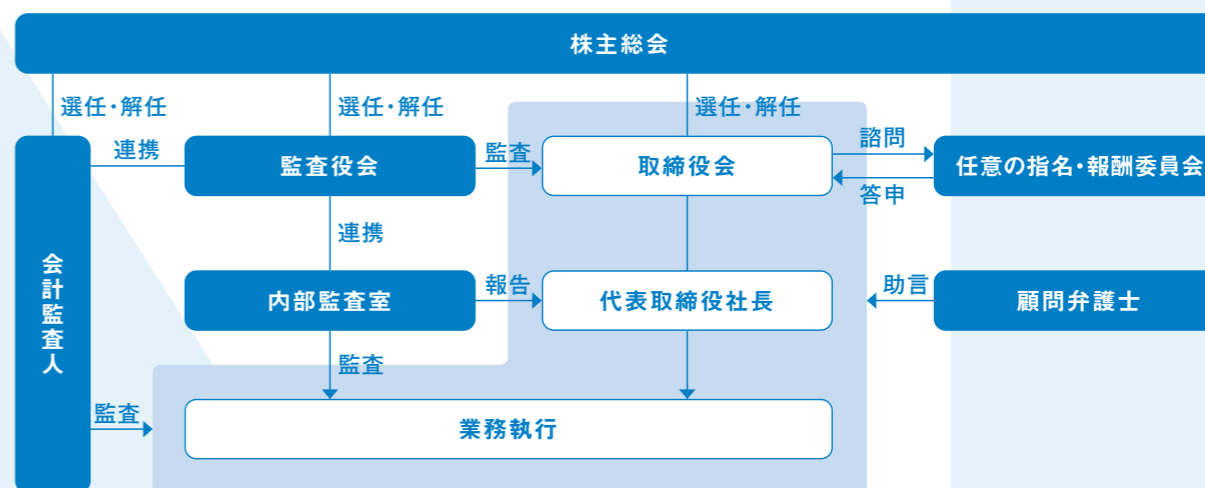 株主総会
選任・解任
選任・解任
選任・解任
連携
監査役会
監査
取締役会
諮問
答申
任意の指名・報酬委員会
連携
会計監査人
内部監査室
報告
代表取締役社長
助言
顧問弁護士
監査
監査
業務執行